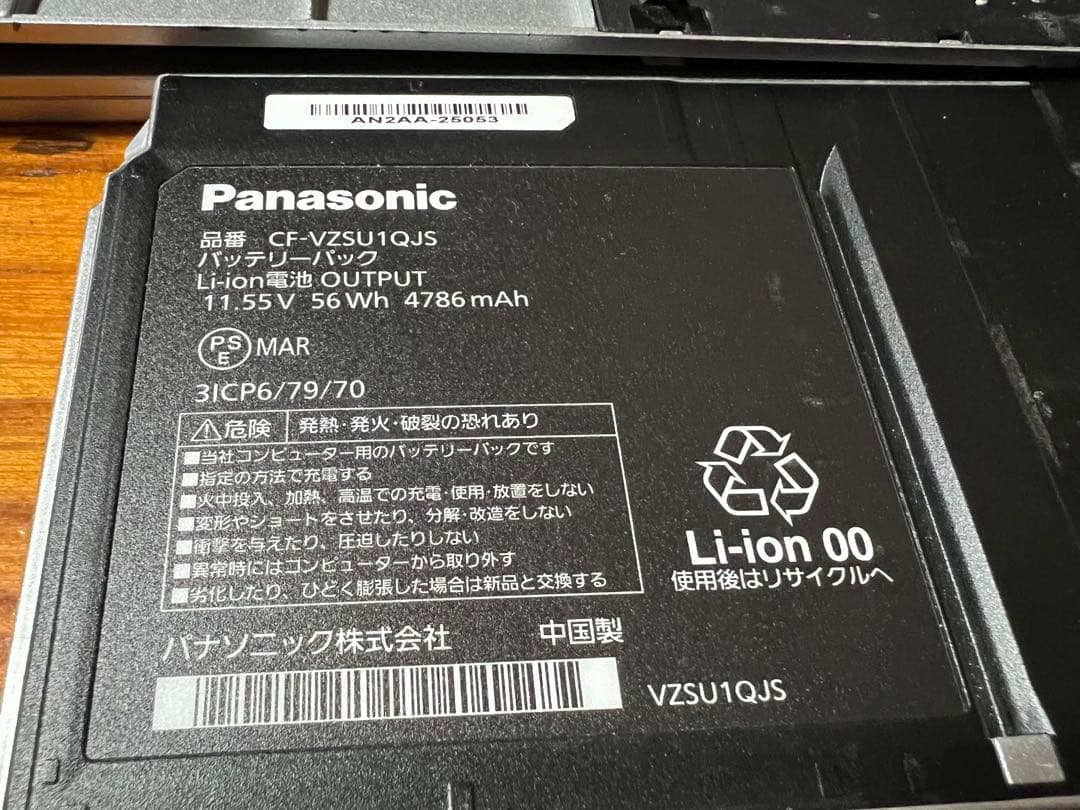 AN2AA-25053
Panasonic
品番 CF-VZSU1QJS
バッテリーパック
Li-ion電池 OUTPUT
11.55V 56Wh 4786mAh
PSE MAR
3ICP6/79/70
⚠危険 発熱・発火・破裂の恐れあり
■当社コンピューター用のバッテリーパックです
■指定の方法で充電する
■火中投入、加熱、高温での充電・使用・放置をしない
■変形やショートをさせたり、分解・改造をしない
■衝撃を与えたり、圧迫したりしない
■異常時にはコンピューターから取り外す
■劣化したり、ひどく膨張した場合は新品と交換する
Li-ion 00
使用後はリサイクルへ
パナソニック株式会社 中国製
VZSU1QJS